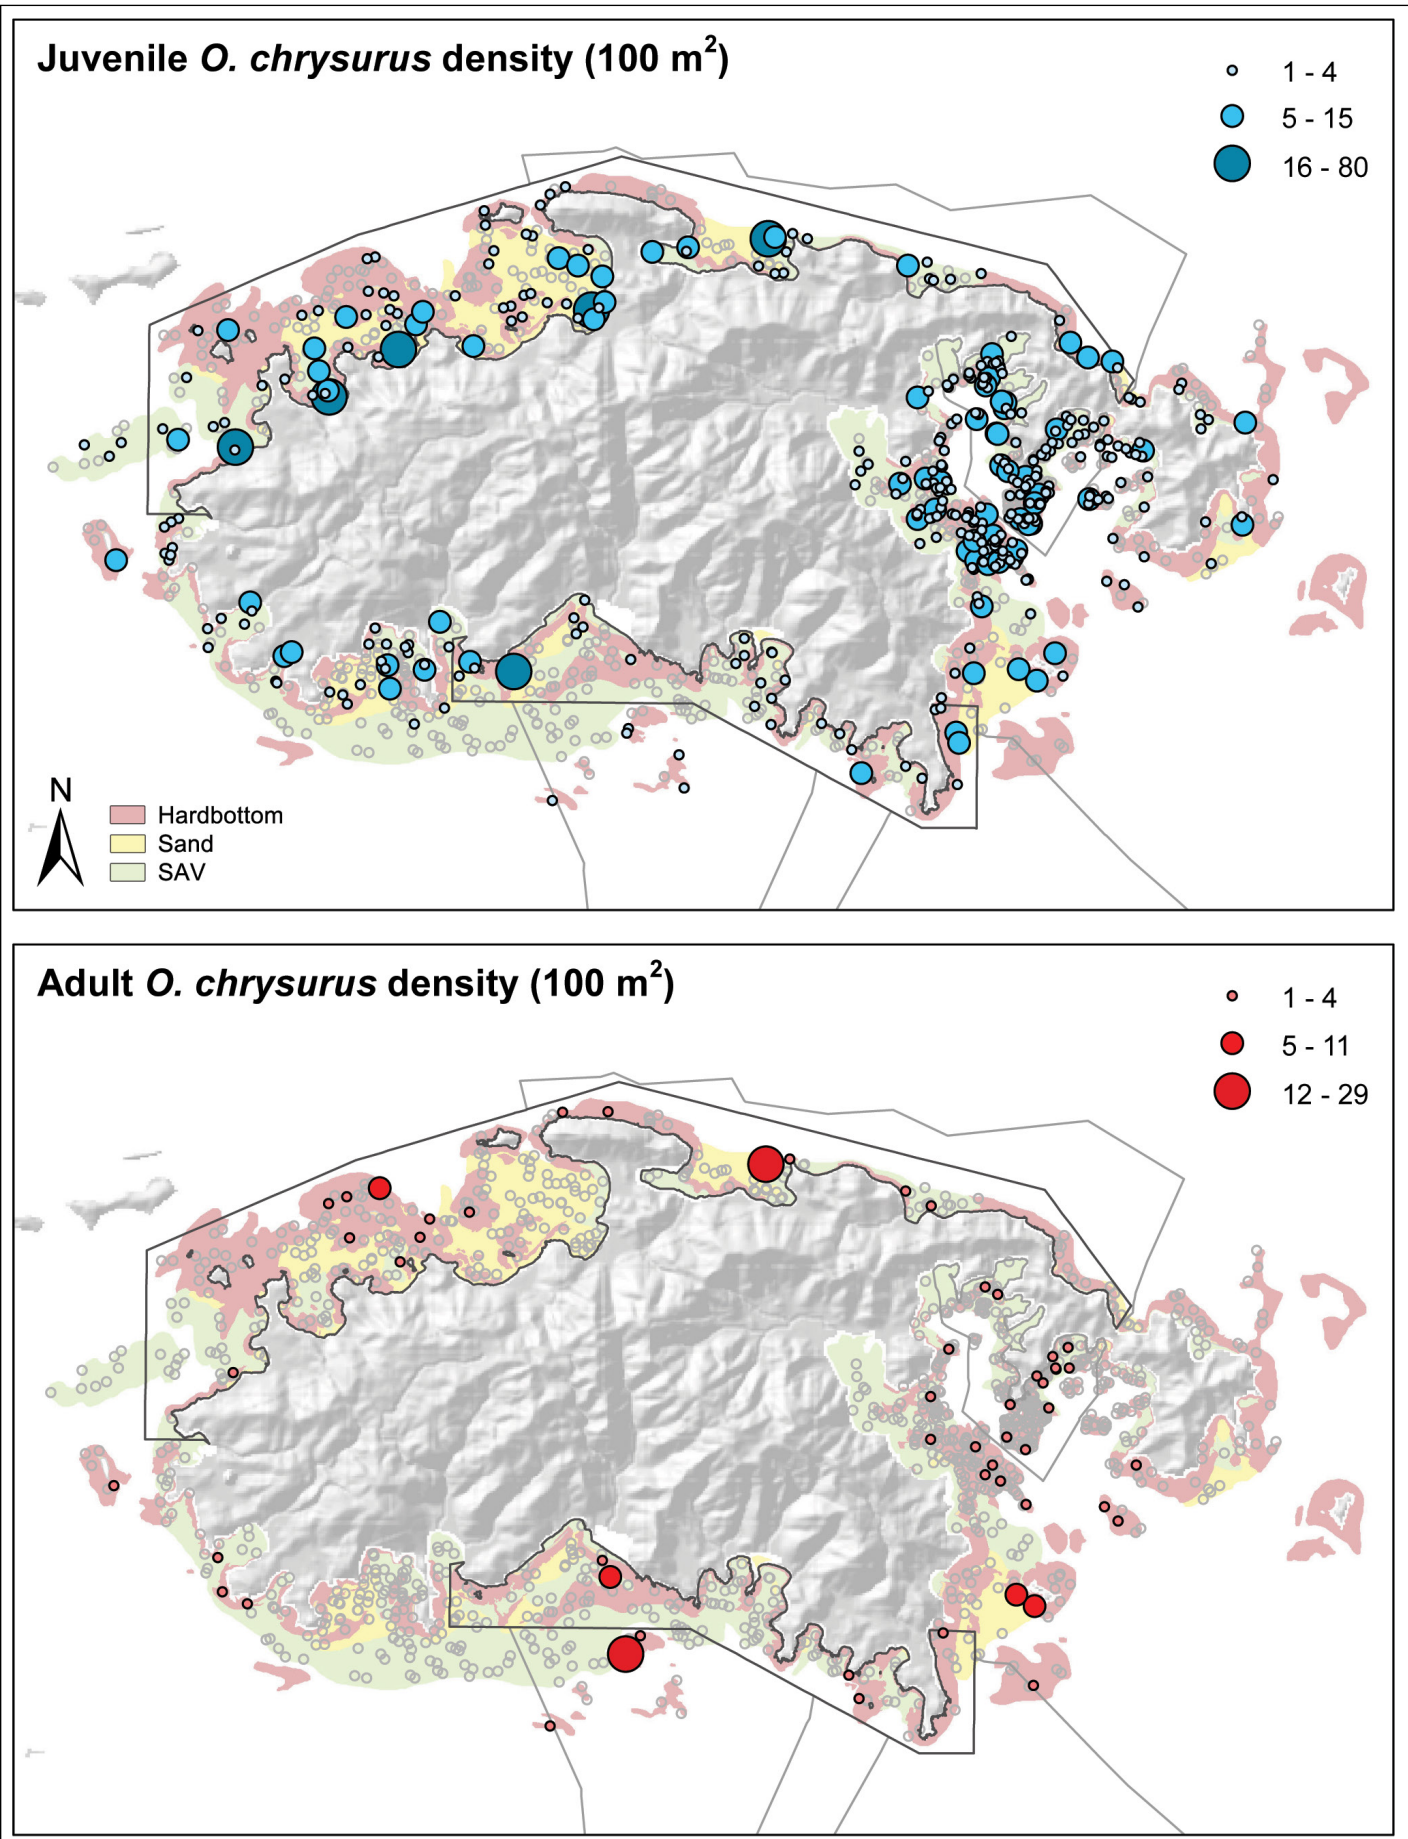 Juvenile O. chrysurus density (100 m²)
1 - 4
5 - 15
16 - 80
N
Hardbottom
Sand
SAV
Adult O. chrysurus density (100 m²)
1 - 4
5 - 11
12 - 29